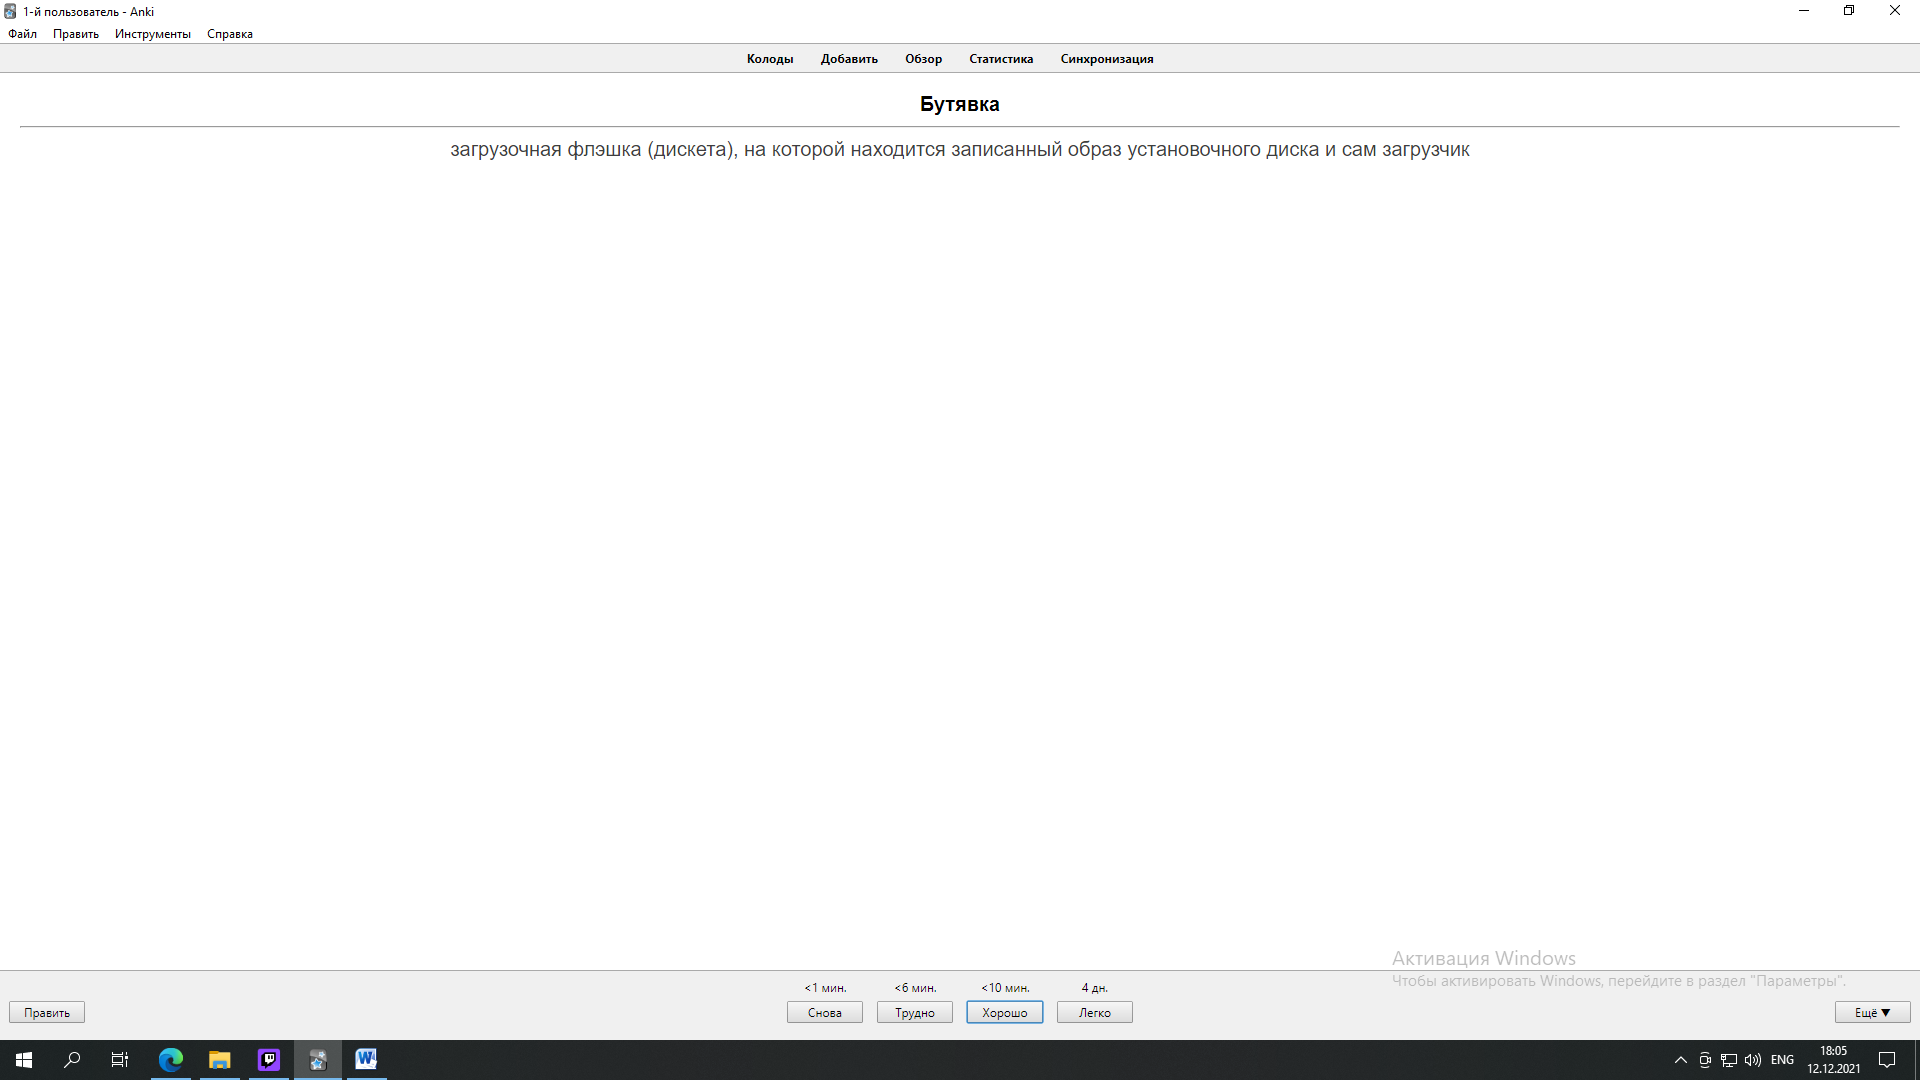 1-й пользователь - Anki
Файл Править Инструменты Справка
Колоды Добавить Обзор Статистика Синхронизация
Бутявка
загрузочная флэшка (дискета), на которой находится записанный образ установочного диска и сам загрузчик
Активация Windows
Чтобы активировать Windows, перейдите в раздел "Параметры".
<1 мин. <6 мин. <10 мин. 4 дн.
Править Снова Трудно Хорошо Легко Ещё ▼
ENG 18:05
12.12.2021